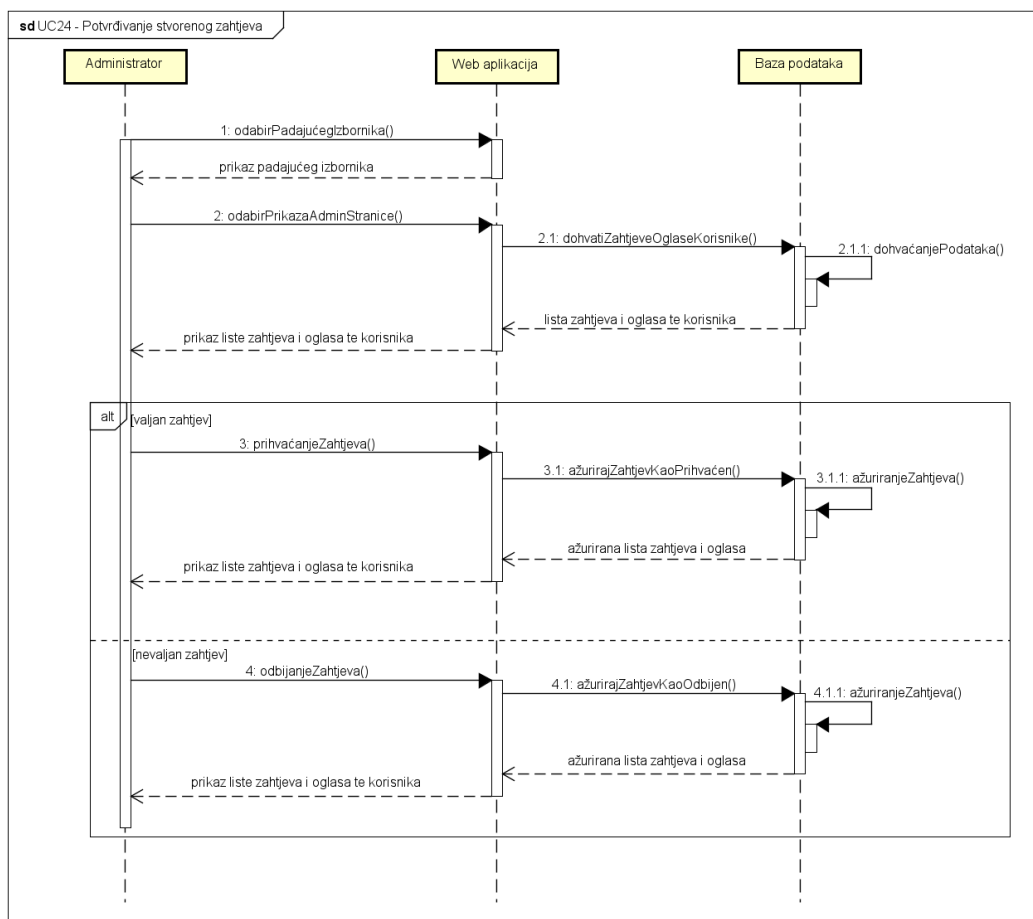 sd UC24 - Potvrđivanje stvorenog zahtjeva
Administrator
Web aplikacija
Baza podataka
1: odabirPadajućegIzbornika()
prikaz padajućeg izbornika
2: odabirPrikazaAdminStranice()
2.1: dohvatiZahtjeveOglaseKorisnike()
2.1.1: dohvaćanjePodataka()
lista zahtjeva i oglasa te korisnika
prikaz liste zahtjeva i oglasa te korisnika
alt
[valjan zahtjev]
3: prihvaćanjeZahtjeva()
3.1: ažurirajZahtjevKaoPrihvaćen()
3.1.1: ažuriranjeZahtjeva()
ažurirana lista zahtjeva i oglasa
prikaz liste zahtjeva i oglasa te korisnika
[nevaljan zahtjev]
4: odbijanjeZahtjeva()
4.1: ažurirajZahtjevKaoOdbijen()
4.1.1: ažuriranjeZahtjeva()
ažurirana lista zahtjeva i oglasa
prikaz liste zahtjeva i oglasa te korisnika